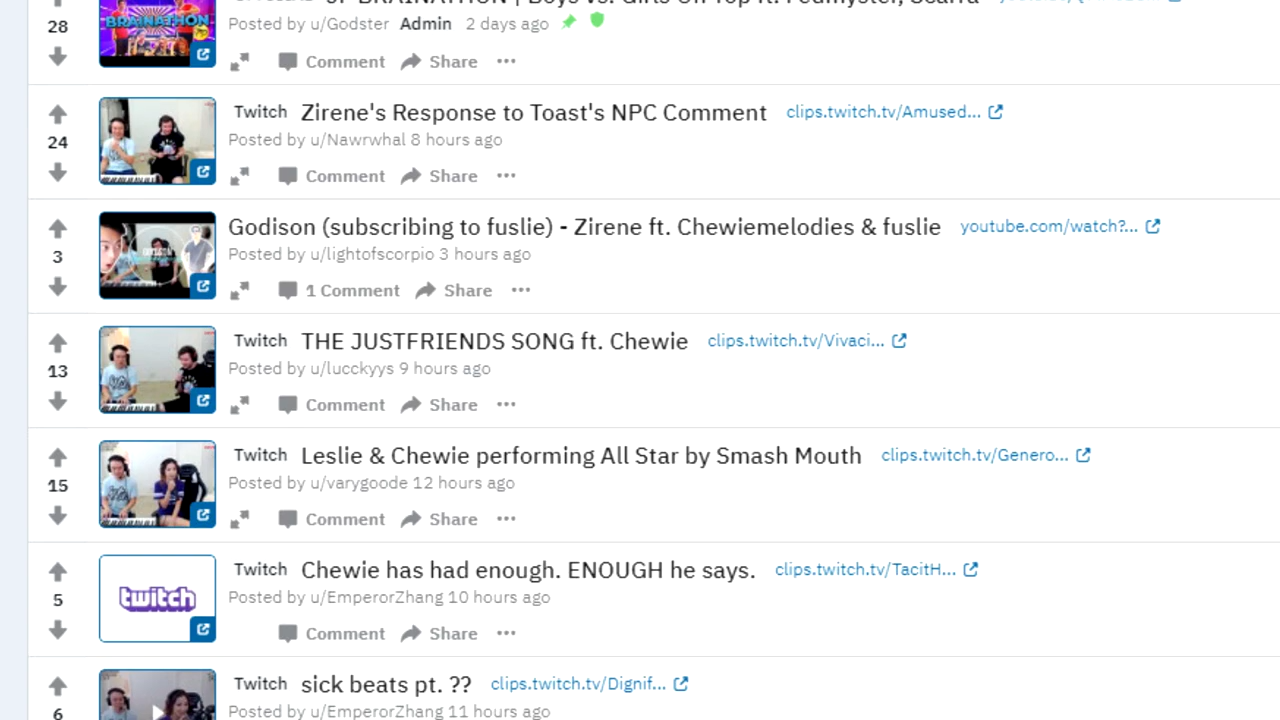 28
BRAINATHON
Posted by u/Godster Admin 2 days ago
Comment Share
Twitch Zirene's Response to Toast's NPC Comment clips.twitch.tv/Amused...
Posted by u/Nawrwhal 8 hours ago
24
Comment Share
Godison (subscribing to fuslie) - Zirene ft. Chewiemelodies & fuslie youtube.com/watch?...
Posted by u/lightofscorpio 3 hours ago
3
1 Comment Share
Twitch THE JUSTFRIENDS SONG ft. Chewie clips.twitch.tv/Vivaci...
Posted by u/lucckyys 9 hours ago
13
Comment Share
Twitch Leslie & Chewie performing All Star by Smash Mouth clips.twitch.tv/Genero...
Posted by u/varygoode 12 hours ago
15
Comment Share
Twitch Chewie has had enough. ENOUGH he says. clips.twitch.tv/TacitH...
Posted by u/EmperorZhang 10 hours ago
5
twitch
Comment Share
Twitch sick beats pt. ?? clips.twitch.tv/Dignif...
Posted by u/EmperorZhang 11 hours ago
6